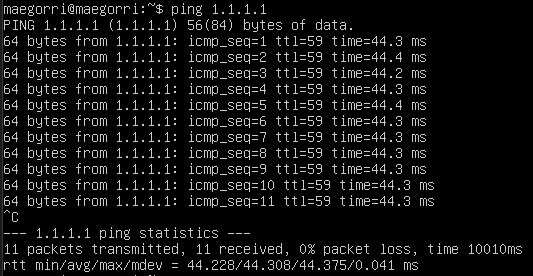 maegorri@maegorri:~$ ping 1.1.1.1
PING 1.1.1.1 (1.1.1.1) 56(84) bytes of data.
64 bytes from 1.1.1.1: icmp_seq=1 ttl=59 time=44.3 ms
64 bytes from 1.1.1.1: icmp_seq=2 ttl=59 time=44.4 ms
64 bytes from 1.1.1.1: icmp_seq=3 ttl=59 time=44.2 ms
64 bytes from 1.1.1.1: icmp_seq=4 ttl=59 time=44.3 ms
64 bytes from 1.1.1.1: icmp_seq=5 ttl=59 time=44.4 ms
64 bytes from 1.1.1.1: icmp_seq=6 ttl=59 time=44.3 ms
64 bytes from 1.1.1.1: icmp_seq=7 ttl=59 time=44.3 ms
64 bytes from 1.1.1.1: icmp_seq=8 ttl=59 time=44.3 ms
64 bytes from 1.1.1.1: icmp_seq=9 ttl=59 time=44.3 ms
64 bytes from 1.1.1.1: icmp_seq=10 ttl=59 time=44.3 ms
64 bytes from 1.1.1.1: icmp_seq=11 ttl=59 time=44.3 ms
^C
--- 1.1.1.1 ping statistics ---
11 packets transmitted, 11 received, 0% packet loss, time 10010ms
rtt min/avg/max/mdev = 44.228/44.308/44.375/0.041 ms